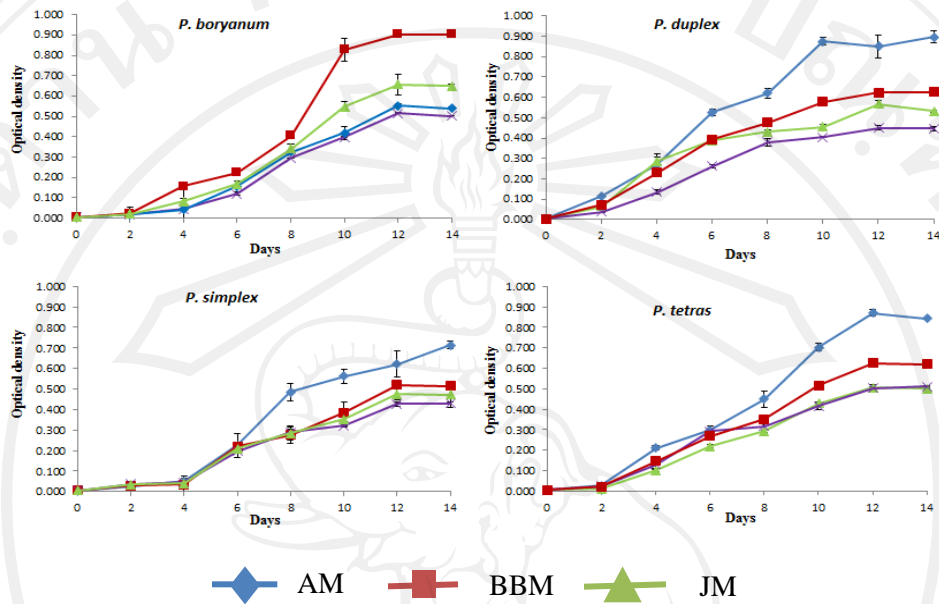 P. boryanum
1.000
0.900
0.800
0.700
0.600
0.500
0.400
0.300
0.200
0.100
0.000
Optical density
0 2 4 6 8 10 12 14
Days
P. duplex
1.000
0.900
0.800
0.700
0.600
0.500
0.400
0.300
0.200
0.100
0.000
Optical density
0 2 4 6 8 10 12 14
Days
P. simplex
1.000
0.900
0.800
0.700
0.600
0.500
0.400
0.300
0.200
0.100
0.000
Optical density
0 2 4 6 8 10 12 14
Days
P. tetras
1.000
0.900
0.800
0.700
0.600
0.500
0.400
0.300
0.200
0.100
0.000
Optical density
0 2 4 6 8 10 12 14
Days
AM BBM JM